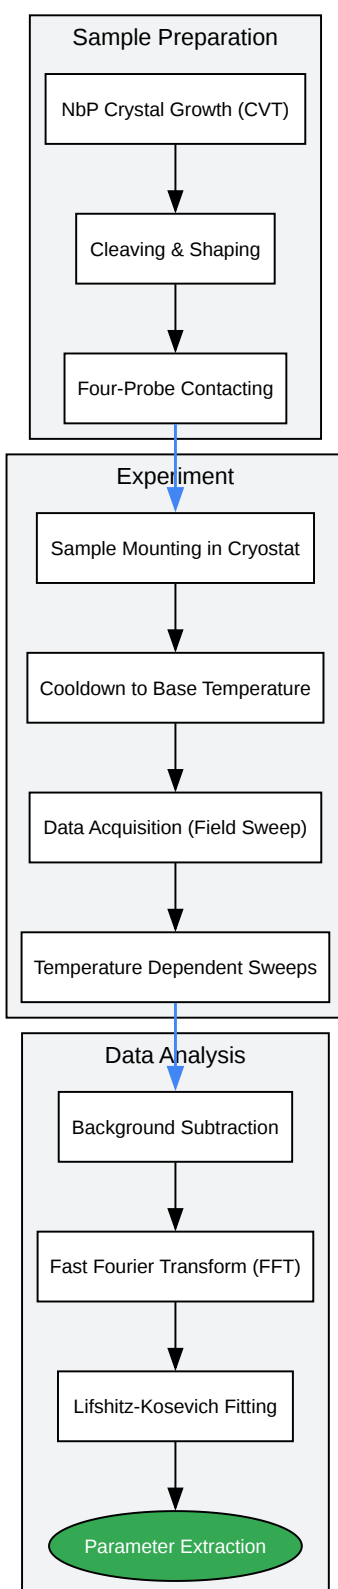 Sample Preparation
NbP Crystal Growth (CVT)
Cleaving & Shaping
Four-Probe Contacting
Experiment
Sample Mounting in Cryostat
Cooldown to Base Temperature
Data Acquisition (Field Sweep)
Temperature Dependent Sweeps
Data Analysis
Background Subtraction
Fast Fourier Transform (FFT)
Lifshitz-Kosevich Fitting
Parameter Extraction